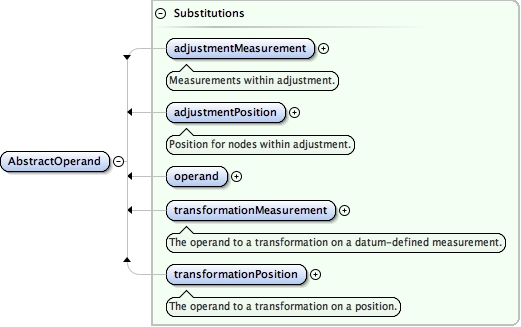 Substitutions
adjustmentMeasurement
Measurements within adjustment.
adjustmentPosition
Position for nodes within adjustment.
AbstractOperand
operand
transformationMeasurement
The operand to a transformation on a datum-defined measurement.
transformationPosition
The operand to a transformation on a position.